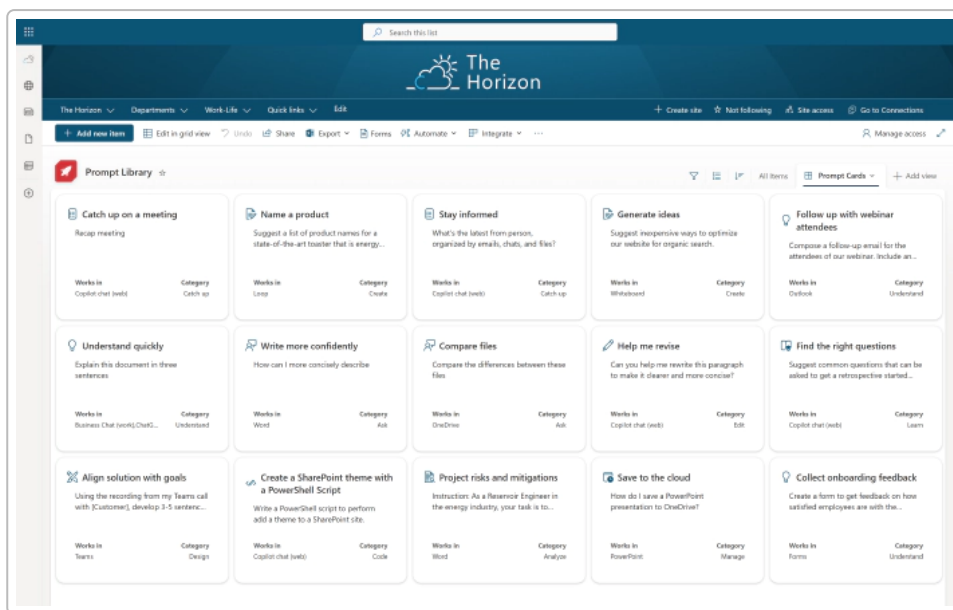 Search this list
The
Horizon
The Horizon Departments Work-Life Quick links Edit
Create site Not following Site access Go to Connections
Add new item Edit in grid view Undo Share Export Forms Automate Integrate ...
Manage access
Prompt Library
All Items Prompt Cards Add view
Catch up on a meeting
Recap meeting
Works in Category
Copilot chat (web) Catch up
Name a product
Suggest a list of product names for a
state-of-the-art toaster that is energy...
Works in Category
Loop Create
Stay informed
What's the latest from person,
organized by emails, chats, and files?
Works in Category
Copilot chat (web) Catch up
Generate ideas
Suggest inexpensive ways to optimize
our website for organic search.
Works in Category
Whiteboard Create
Follow up with webinar
attendees
Compose a follow-up email for the
attendees of our webinar. Include an...
Works in Category
Outlook Understand
Understand quickly
Explain this document in three
sentences
Works in Category
Business Chat (work),ChatG... Understand
Write more confidently
How can I more concisely describe
Works in Category
Word Ask
Compare files
Compare the differences between these
files
Works in Category
OneDrive Ask
Help me revise
Can you help me rewrite this paragraph
to make it clearer and more concise?
Works in Category
Copilot chat (web) Edit
Find the right questions
Suggest common questions that can be
asked to get a retrospective started...
Works in Category
Copilot chat (web) Learn
Align solution with goals
Using the recording from my Teams call
with [Customer], develop 3-5 sentenc...
Works in Category
Teams Design
Create a SharePoint theme with
a PowerShell Script
Write a PowerShell script to perform
add a theme to a SharePoint site.
Works in Category
Copilot chat (web) Code
Project risks and mitigations
Instruction: As a Reservoir Engineer in
the energy industry, your task is to...
Works in Category
Word Analyze
Save to the cloud
How do I save a PowerPoint
presentation to OneDrive?
Works in Category
PowerPoint Manage
Collect onboarding feedback
Create a form to get feedback on how
satisfied employees are with the...
Works in Category
Forms Understand